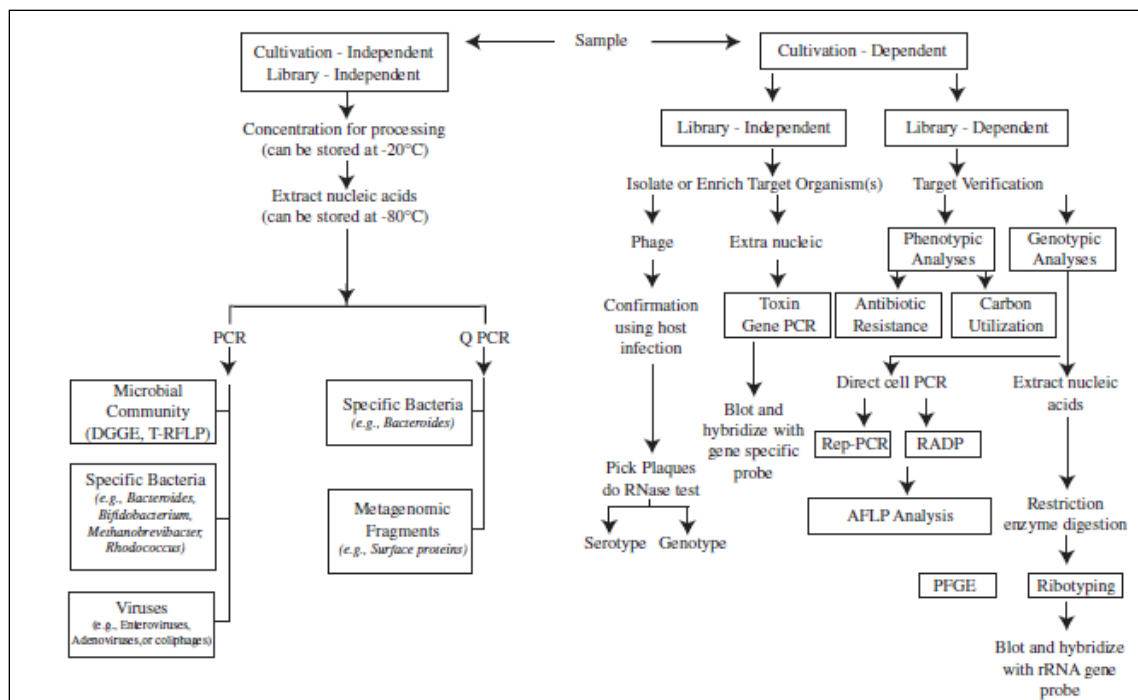 Sample
Cultivation - Independent
Library - Independent
Cultivation - Dependent
Concentration for processing
(can be stored at -20°C)
Extract nucleic acids
(can be stored at -80°C)
PCR
Q PCR
Microbial
Community
(DGGE, T-RFLP)
Specific Bacteria
(e.g., Bacteroides,
Bifidobacterium,
Methanobrevibacter,
Rhodococcus)
Viruses
(e.g., Enteroviruses,
Adenoviruses,or coliphages)
Specific Bacteria
(e.g., Bacteroides)
Metagenomic
Fragments
(e.g., Surface proteins)
Library - Independent
Isolate or Enrich Target Organism(s)
Phage
Confirmation
using host
infection
Pick Plaques
do RNase test
Serotype
Genotype
Extra nucleic
Toxin
Gene PCR
Blot and
hybridize with
gene specific
probe
Library - Dependent
Target Verification
Phenotypic
Analyses
Genotypic
Analyses
Antibiotic
Resistance
Carbon
Utilization
Direct cell PCR
Rep-PCR
RADP
AFLP Analysis
Extract nucleic
acids
Restriction
enzyme digestion
PFGE
Ribotyping
Blot and hybridize
with rRNA gene
probe